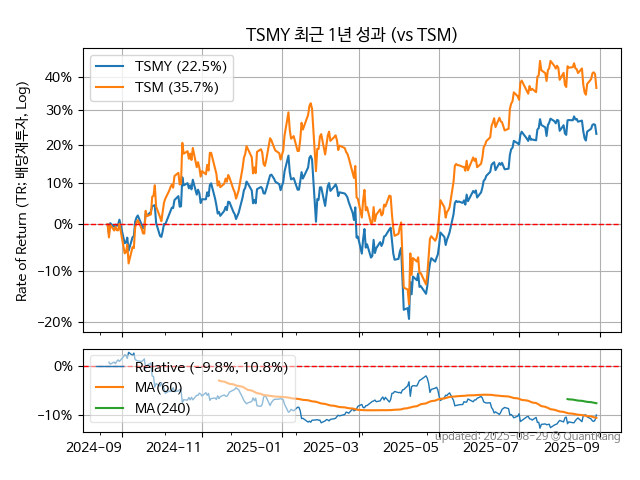 TSMY 최근 1년 성과 (vs TSM)
Rate of Return (TR: 배당재투자, Log)
TSMY (22.5%)
TSM (35.7%)
40%
30%
20%
10%
0%
−10%
−20%
Relative (−9.8%, 10.8%)
MA(60)
MA(240)
0%
−10%
2024−09
2024−11
2025−01
2025−03
2025−05
2025−07
2025−09
Updated: 2025-08-29 © QuantKang